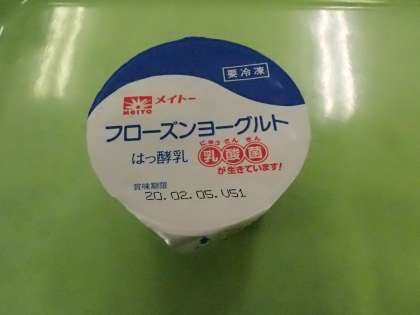 要冷凍
MEITO メイトー
フローズンヨーグルト
はっ酵乳
にゅう さん きん
乳酸菌
が生きています!
賞味期限
20.02.05.US1